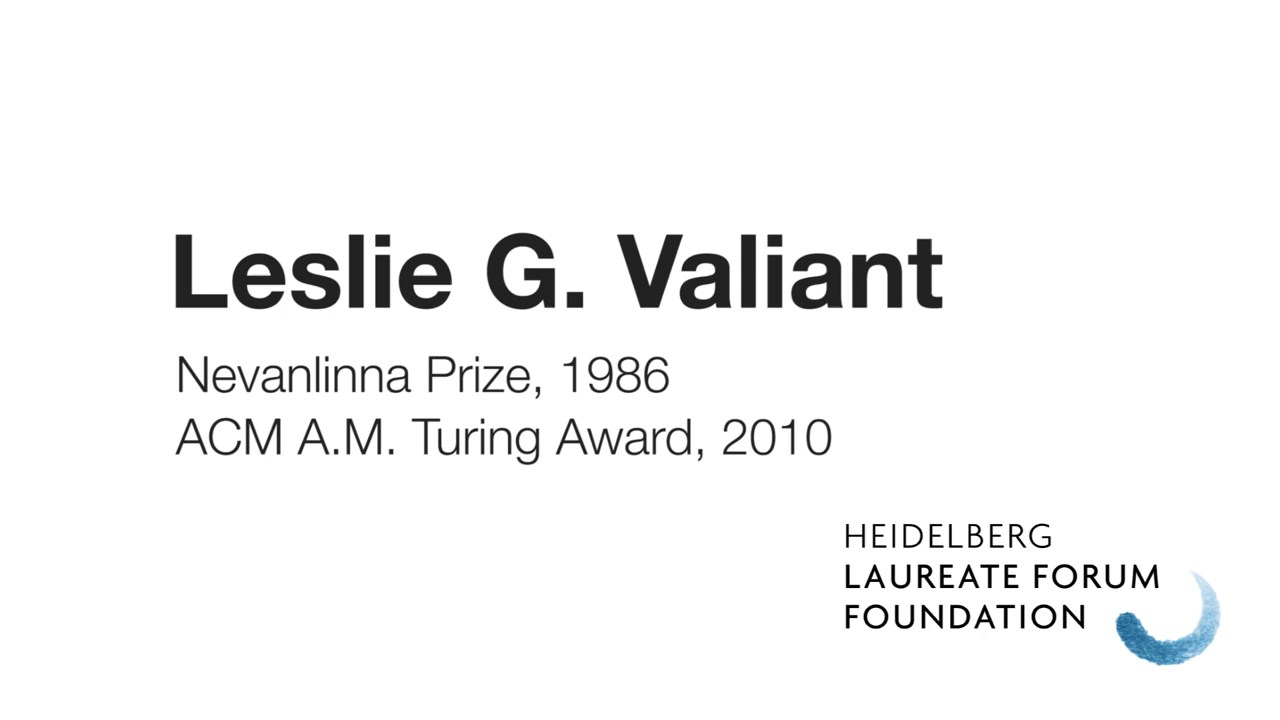 Leslie G. Valiant
Nevanlinna Prize, 1986
ACM A.M. Turing Award, 2010
HEIDELBERG
LAUREATE FORUM
FOUNDATION